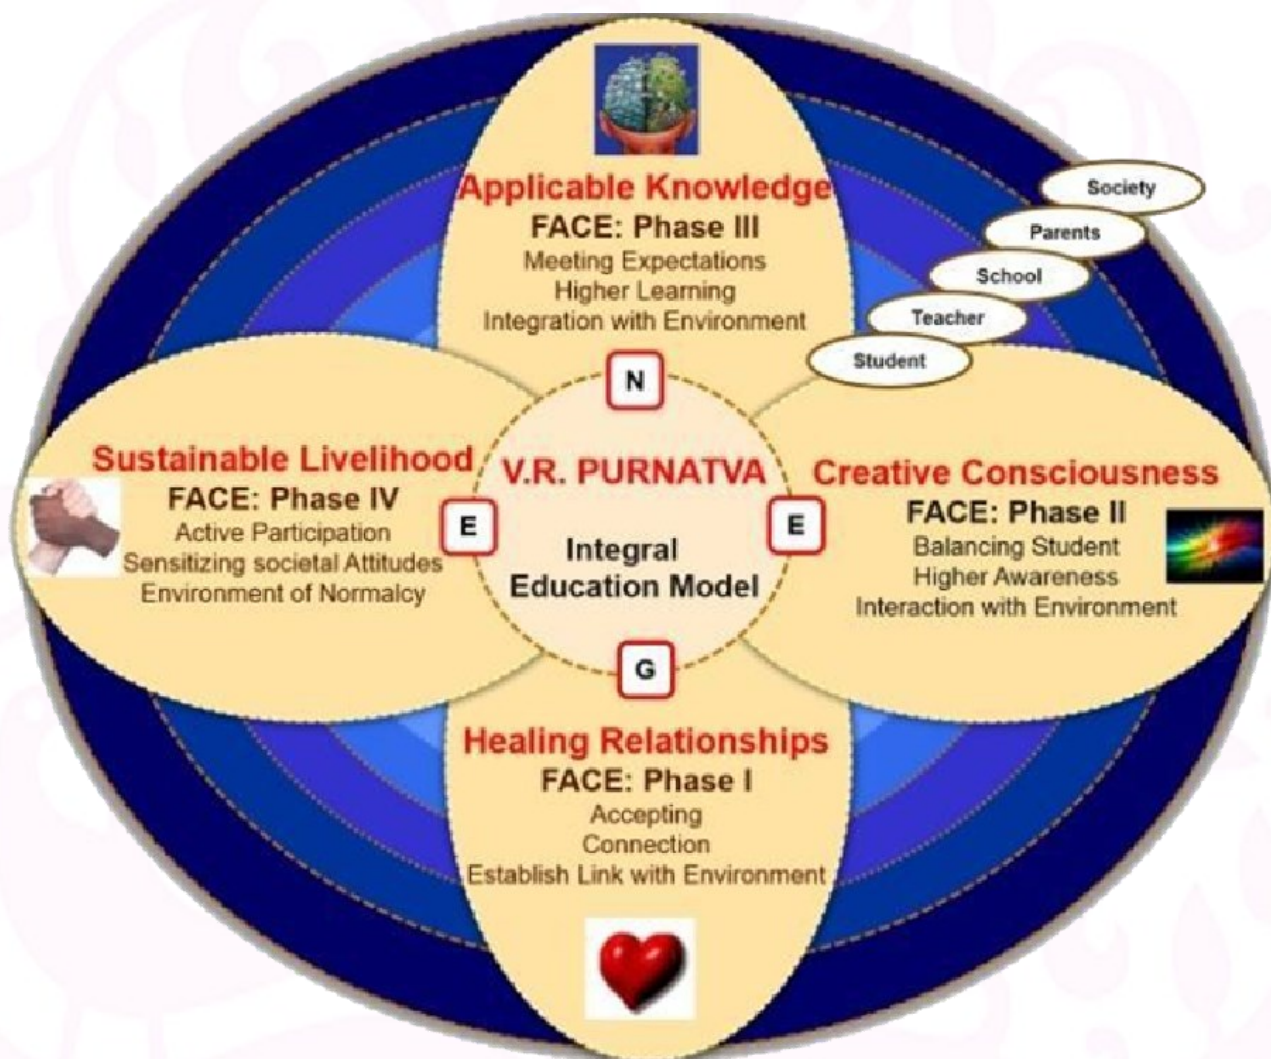 Applicable Knowledge
FACE: Phase III
Meeting Expectations
Higher Learning
Integration with Environment
Society
Parents
School
Teacher
Student
N
Sustainable Livelihood
FACE: Phase IV
Active Participation
Sensitizing societal Attitudes
Environment of Normalcy
E
V.R. PURNATVA
Integral
Education Model
E
Creative Consciousness
FACE: Phase II
Balancing Student
Higher Awareness
Interaction with Environment
G
Healing Relationships
FACE: Phase I
Accepting
Connection
Establish Link with Environment